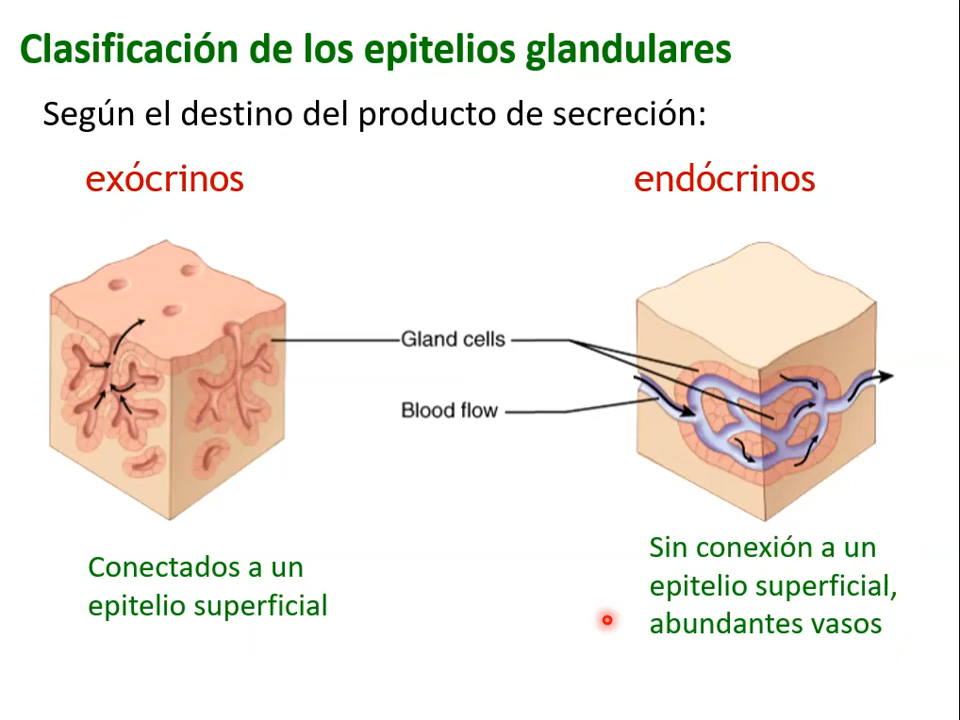 Clasificación de los epitelios glandulares
Según el destino del producto de secreción:
exócrinos
endócrinos
Gland cells
Blood flow
Conectados a un
epitelio superficial
Sin conexión a un
epitelio superficial,
abundantes vasos